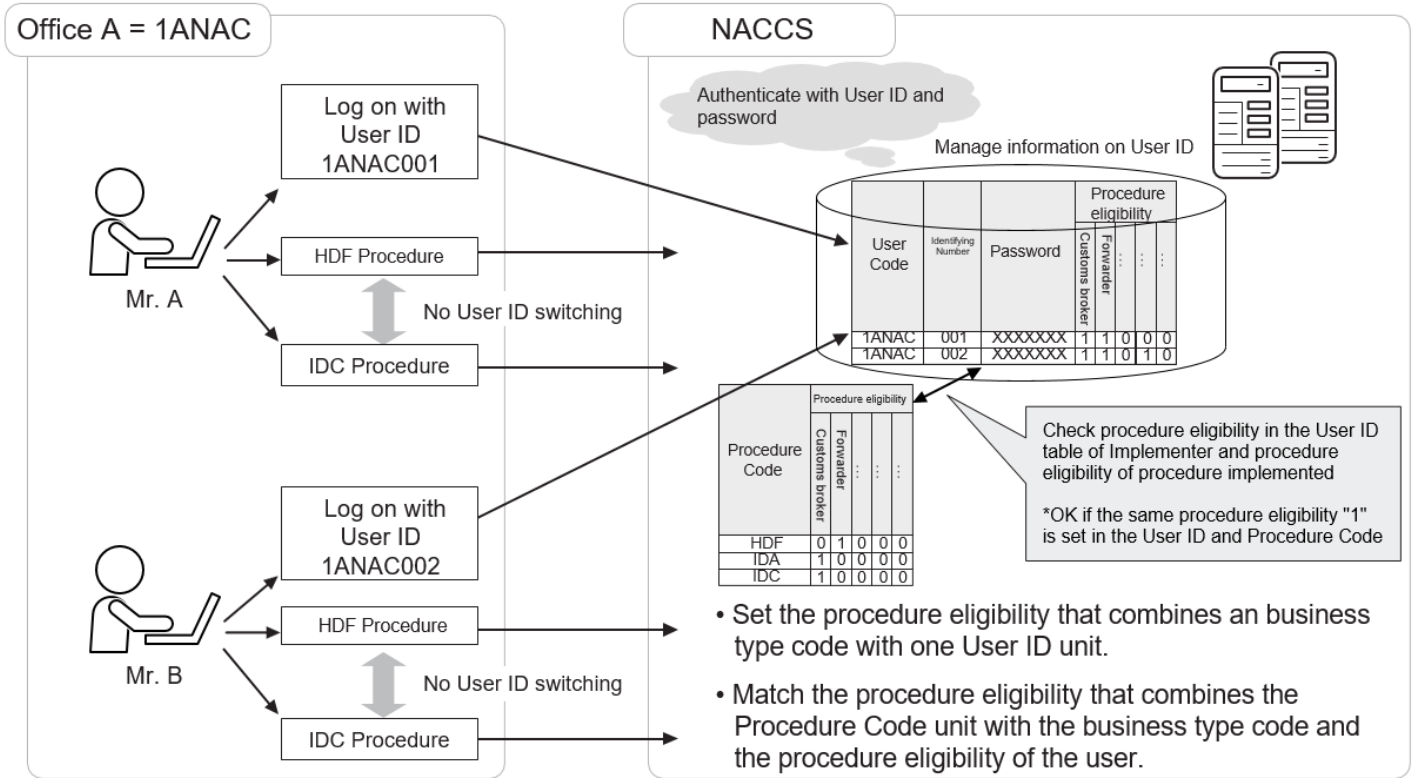 Office A = 1ANAC
Log on with
User ID
1ANAC001
HDF Procedure
No User ID switching
IDC Procedure
Mr. A
Log on with
User ID
1ANAC002
HDF Procedure
No User ID switching
IDC Procedure
Mr. B
NACCS
Authenticate with User ID and
password
Manage information on User ID
User
Code
Identifying
Number
Password
Procedure
eligibility
Customs broker
Forwarder
...
...
...
1ANAC 001 XXXXXXX 1 1 0 0 0
1ANAC 002 XXXXXXX 1 1 0 1 0
Procedure
Code
Procedure eligibility
Customs broker
Forwarder
...
...
...
HDF 0 1 0 0 0
IDA 1 0 0 0 0
IDC 1 0 0 0 0
Check procedure eligibility in the User ID
table of Implementer and procedure
eligibility of procedure implemented
*OK if the same procedure eligibility "1"
is set in the User ID and Procedure Code
• Set the procedure eligibility that combines an business
type code with one User ID unit.
• Match the procedure eligibility that combines the
Procedure Code unit with the business type code and
the procedure eligibility of the user.